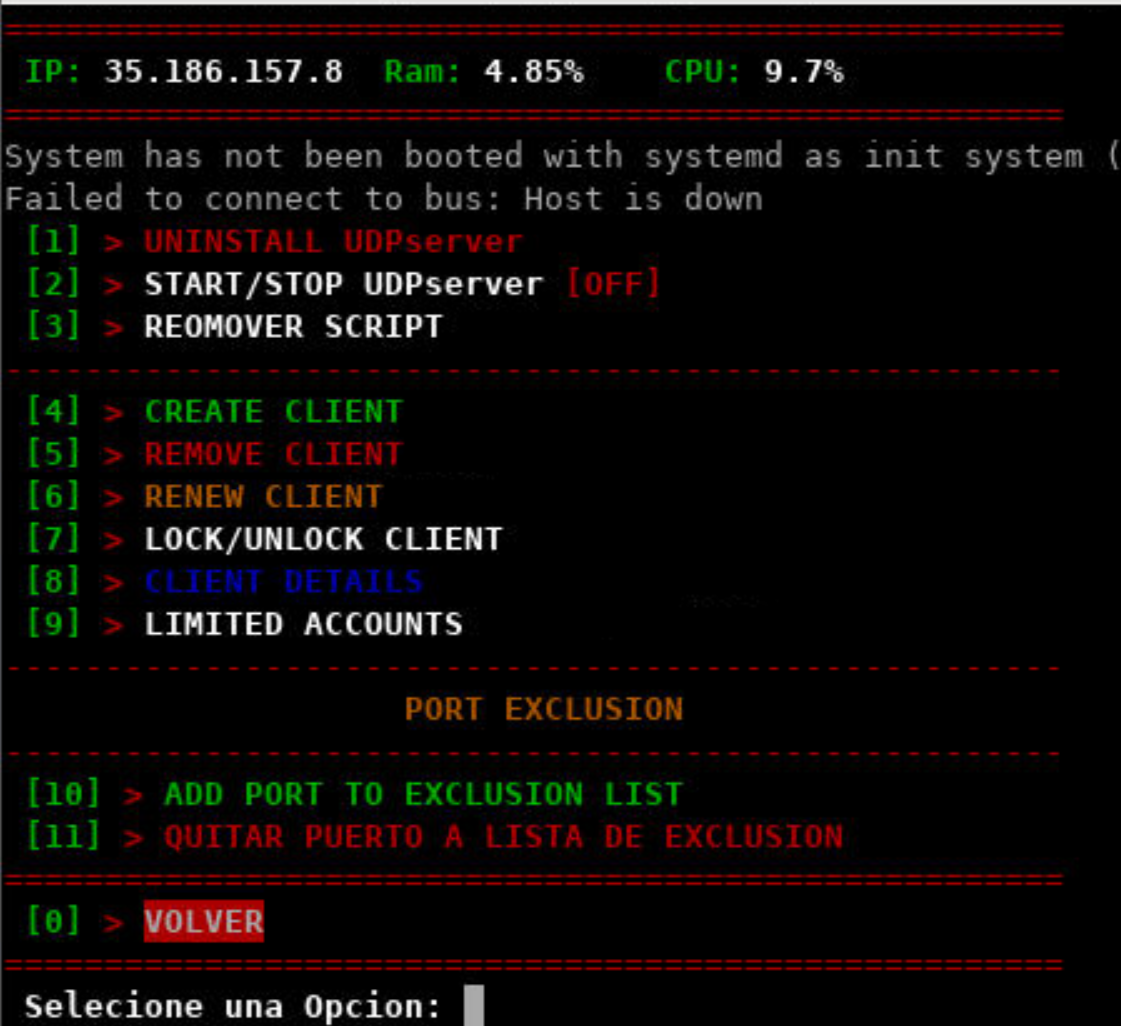 IP: 35.186.157.8 Ram: 4.85% CPU: 9.7%
System has not been booted with systemd as init system (
Failed to connect to bus: Host is down
[1] > UNINSTALL UDPserver
[2] > START/STOP UDPserver [OFF]
[3] > REOMOVER SCRIPT
[4] > CREATE CLIENT
[5] > REMOVE CLIENT
[6] > RENEW CLIENT
[7] > LOCK/UNLOCK CLIENT
[8] > CLIENT DETAILS
[9] > LIMITED ACCOUNTS
PORT EXCLUSION
[10] > ADD PORT TO EXCLUSION LIST
[11] > QUITAR PUERTO A LISTA DE EXCLUSION
[0] > VOLVER
Selecione una Opcion: